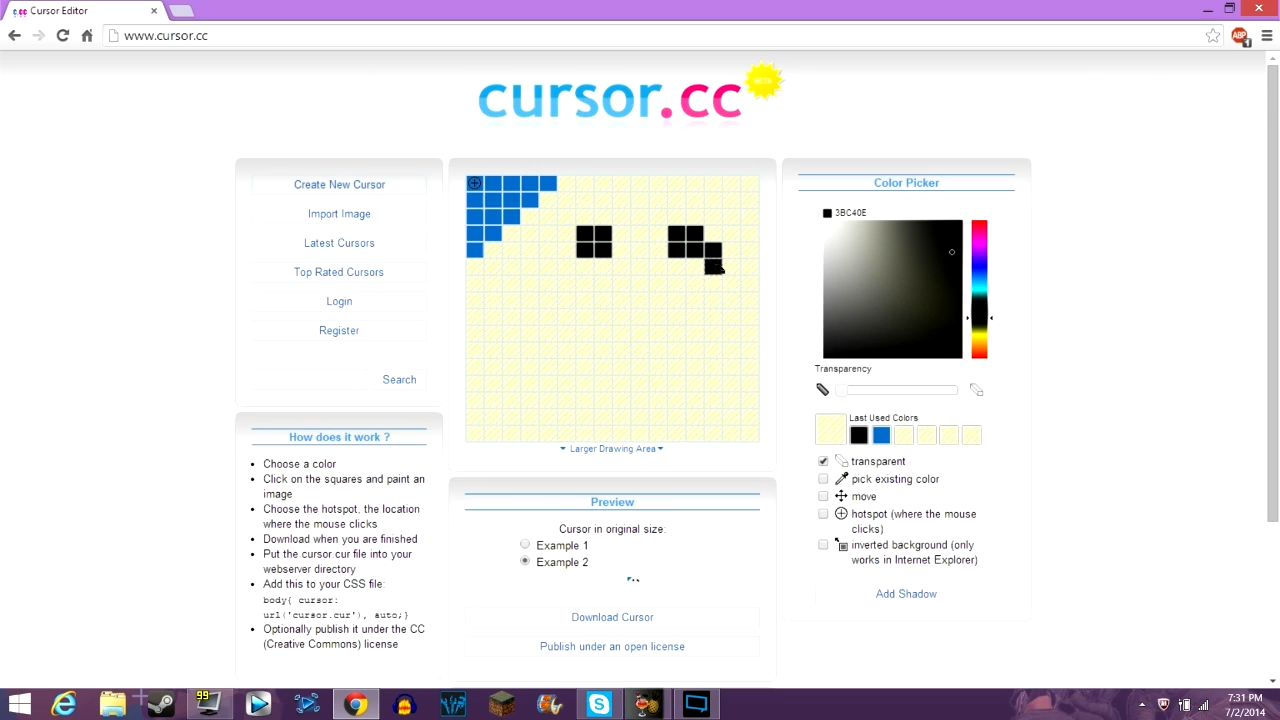 Cursor Editor
www.cursor.cc
ABP
1
cursor.cc
BETA
Create New Cursor
Import Image
Latest Cursors
Top Rated Cursors
Login
Register
Search
How does it work ?
Choose a color
Click on the squares and paint an
image
Choose the hotspot, the location
where the mouse clicks
Download when you are finished
Put the cursor.cur file into your
webserver directory
Add this to your CSS file:
body{ cursor:
url('cursor.cur'), auto;}
Optionally publish it under the CC
(Creative Commons) license
Larger Drawing Area
Preview
Cursor in original size:
Example 1
Example 2
Download Cursor
Publish under an open license
Color Picker
3BC40E
Transparency
Last Used Colors
transparent
pick existing color
move
hotspot (where the mouse
clicks)
inverted background (only
works in Internet Explorer)
Add Shadow
99
7:31 PM
7/2/2014